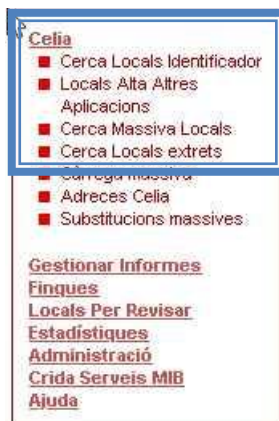 Celia
Cerca Locals Identificador
Locals Alta Altres
Aplicacions
Cerca Massiva Locals
Cerca Locals extrets
Càrrega massiva
Adreces Celia
Substitucions massives
Gestionar Informes
Finques
Locals Per Revisar
Estadístiques
Administració
Crida Serveis MIB
Ajuda